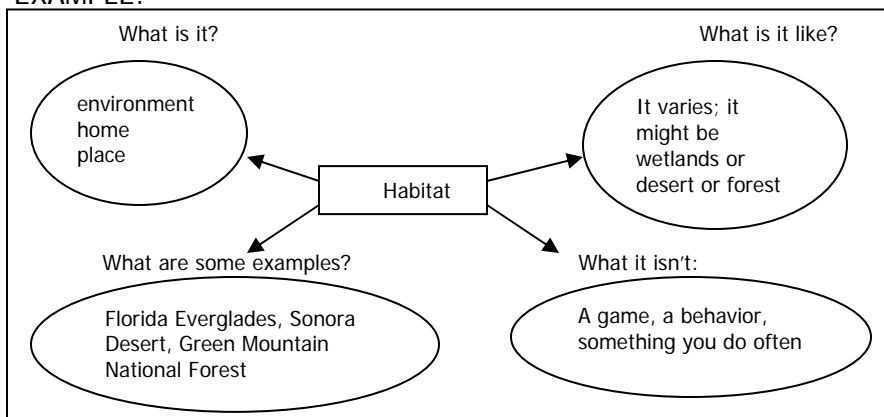 EXAMPLE:
What is it?
What is it like?
environment
home
place
It varies; it
might be
wetlands or
desert or forest
Habitat
What are some examples?
What it isn't:
Florida Everglades, Sonora
Desert, Green Mountain
National Forest
A game, a behavior,
something you do often